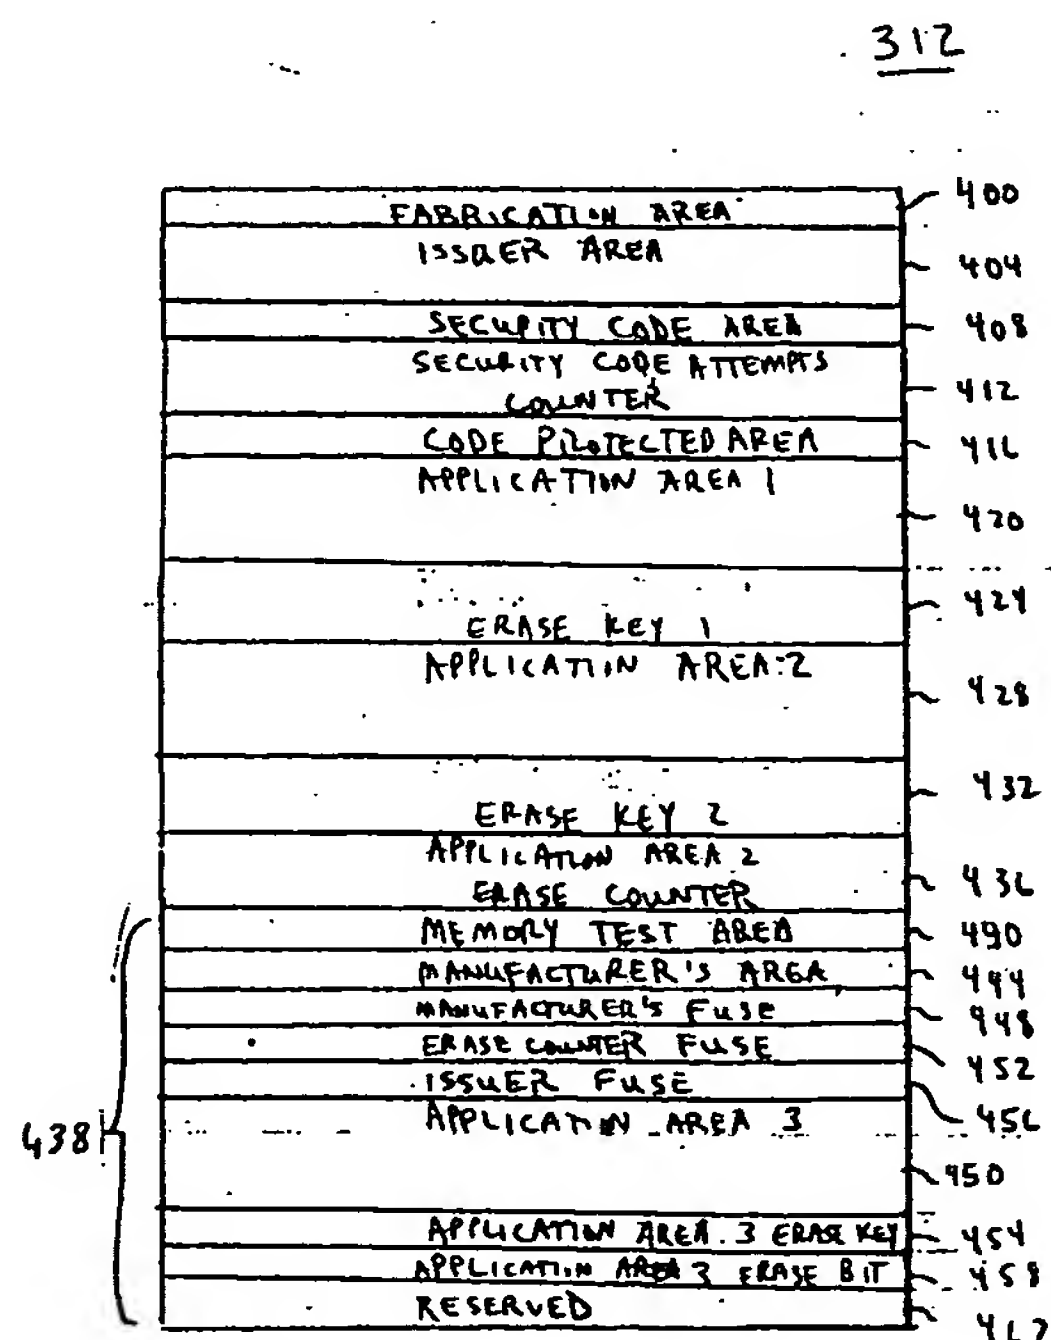 312
FABRICATION AREA 400
ISSUER AREA 404
SECURITY CODE AREA 408
SECURITY CODE ATTEMPTS
COUNTER 412
CODE PROTECTED AREA 416
APPLICATION AREA 1
420
424
ERASE KEY 1
APPLICATION AREA 2
428
432
ERASE KEY 2
APPLICATION AREA 2
ERASE COUNTER 436
MEMORY TEST AREA 440
MANUFACTURER'S AREA 444
MANUFACTURER'S FUSE 448
ERASE COUNTER FUSE 452
ISSUER FUSE 456
APPLICATION AREA 3
438
450
APPLICATION AREA 3 ERASE KEY 454
APPLICATION AREA 3 ERASE BIT 458
RESERVED 462